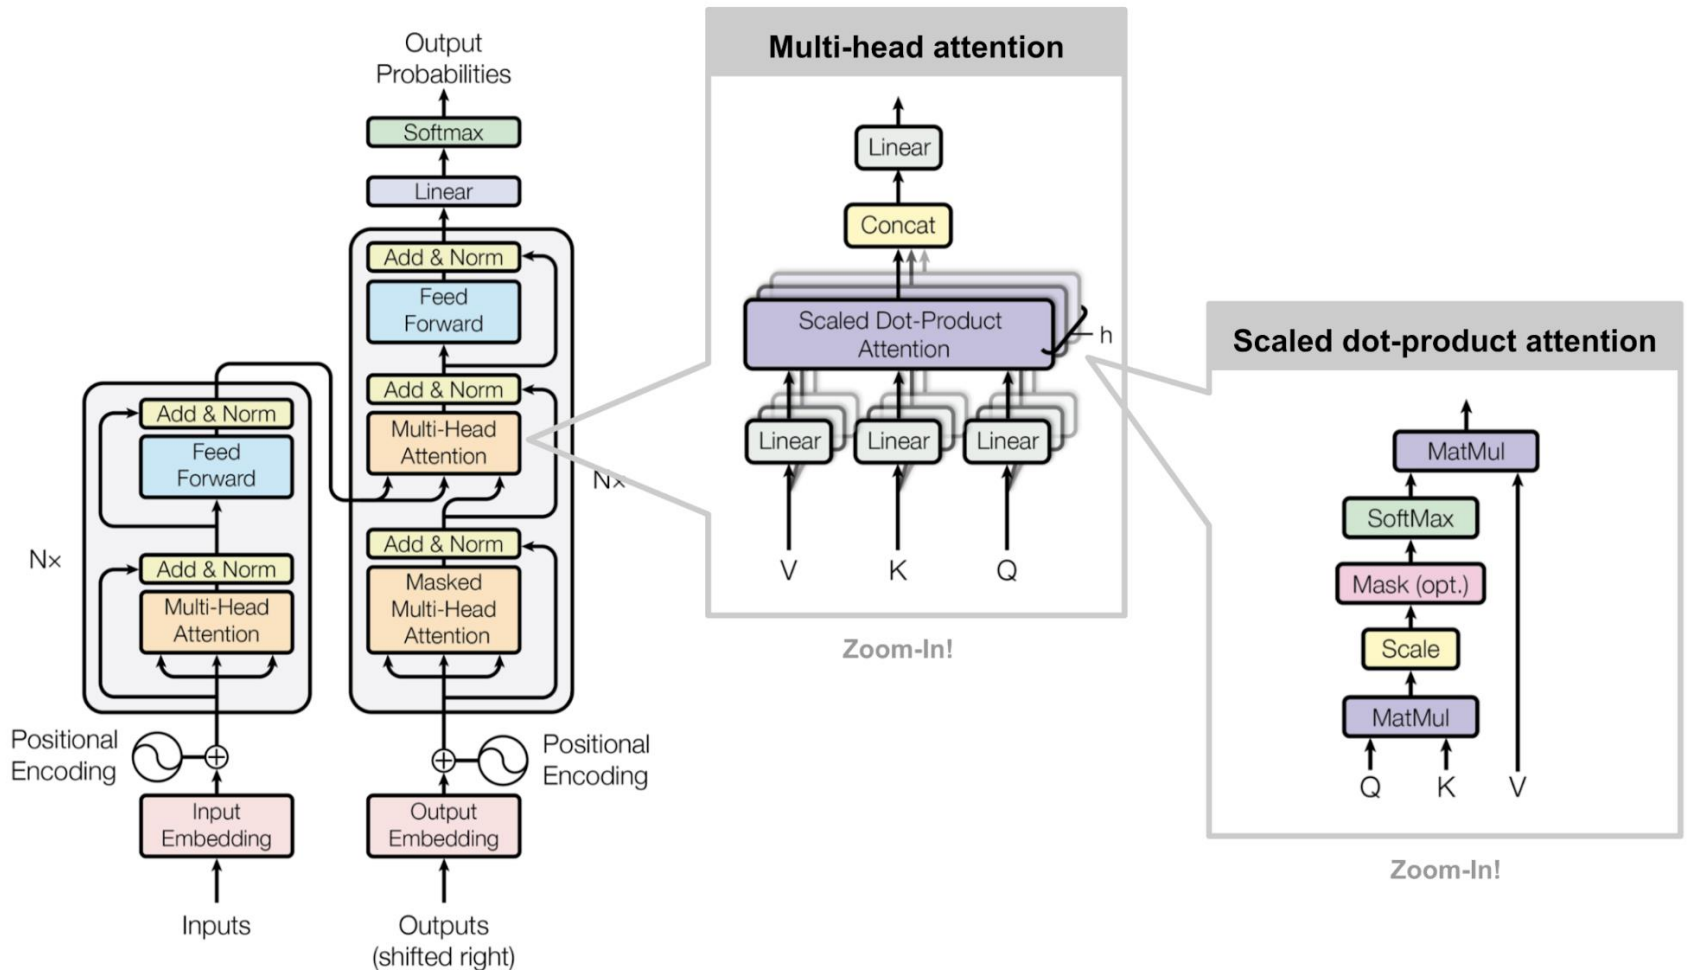 Output
Probabilities
Softmax
Linear
Add & Norm
Feed
Forward
Add & Norm
Multi-Head
Attention
Nx
Add & Norm
Masked
Multi-Head
Attention
Positional
Encoding
Output
Embedding
Outputs
(shifted right)
Add & Norm
Feed
Forward
Nx
Add & Norm
Multi-Head
Attention
Positional
Encoding
Input
Embedding
Inputs
Multi-head attention
Linear
Concat
Scaled Dot-Product
Attention
h
Linear
Linear
Linear
V
K
Q
Zoom-In!
Scaled dot-product attention
MatMul
SoftMax
Mask (opt.)
Scale
MatMul
Q
K
V
Zoom-In!